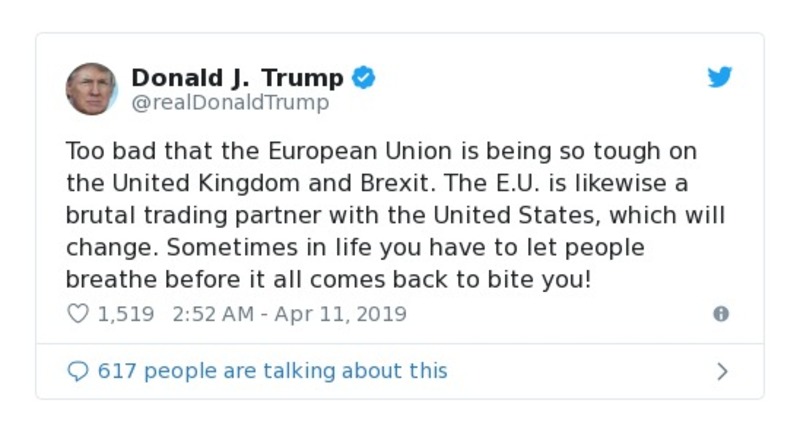 Donald J. Trump
@realDonaldTrump
Too bad that the European Union is being so tough on
the United Kingdom and Brexit. The E.U. is likewise a
brutal trading partner with the United States, which will
change. Sometimes in life you have to let people
breathe before it all comes back to bite you!
1,519 2:52 AM - Apr 11, 2019
617 people are talking about this